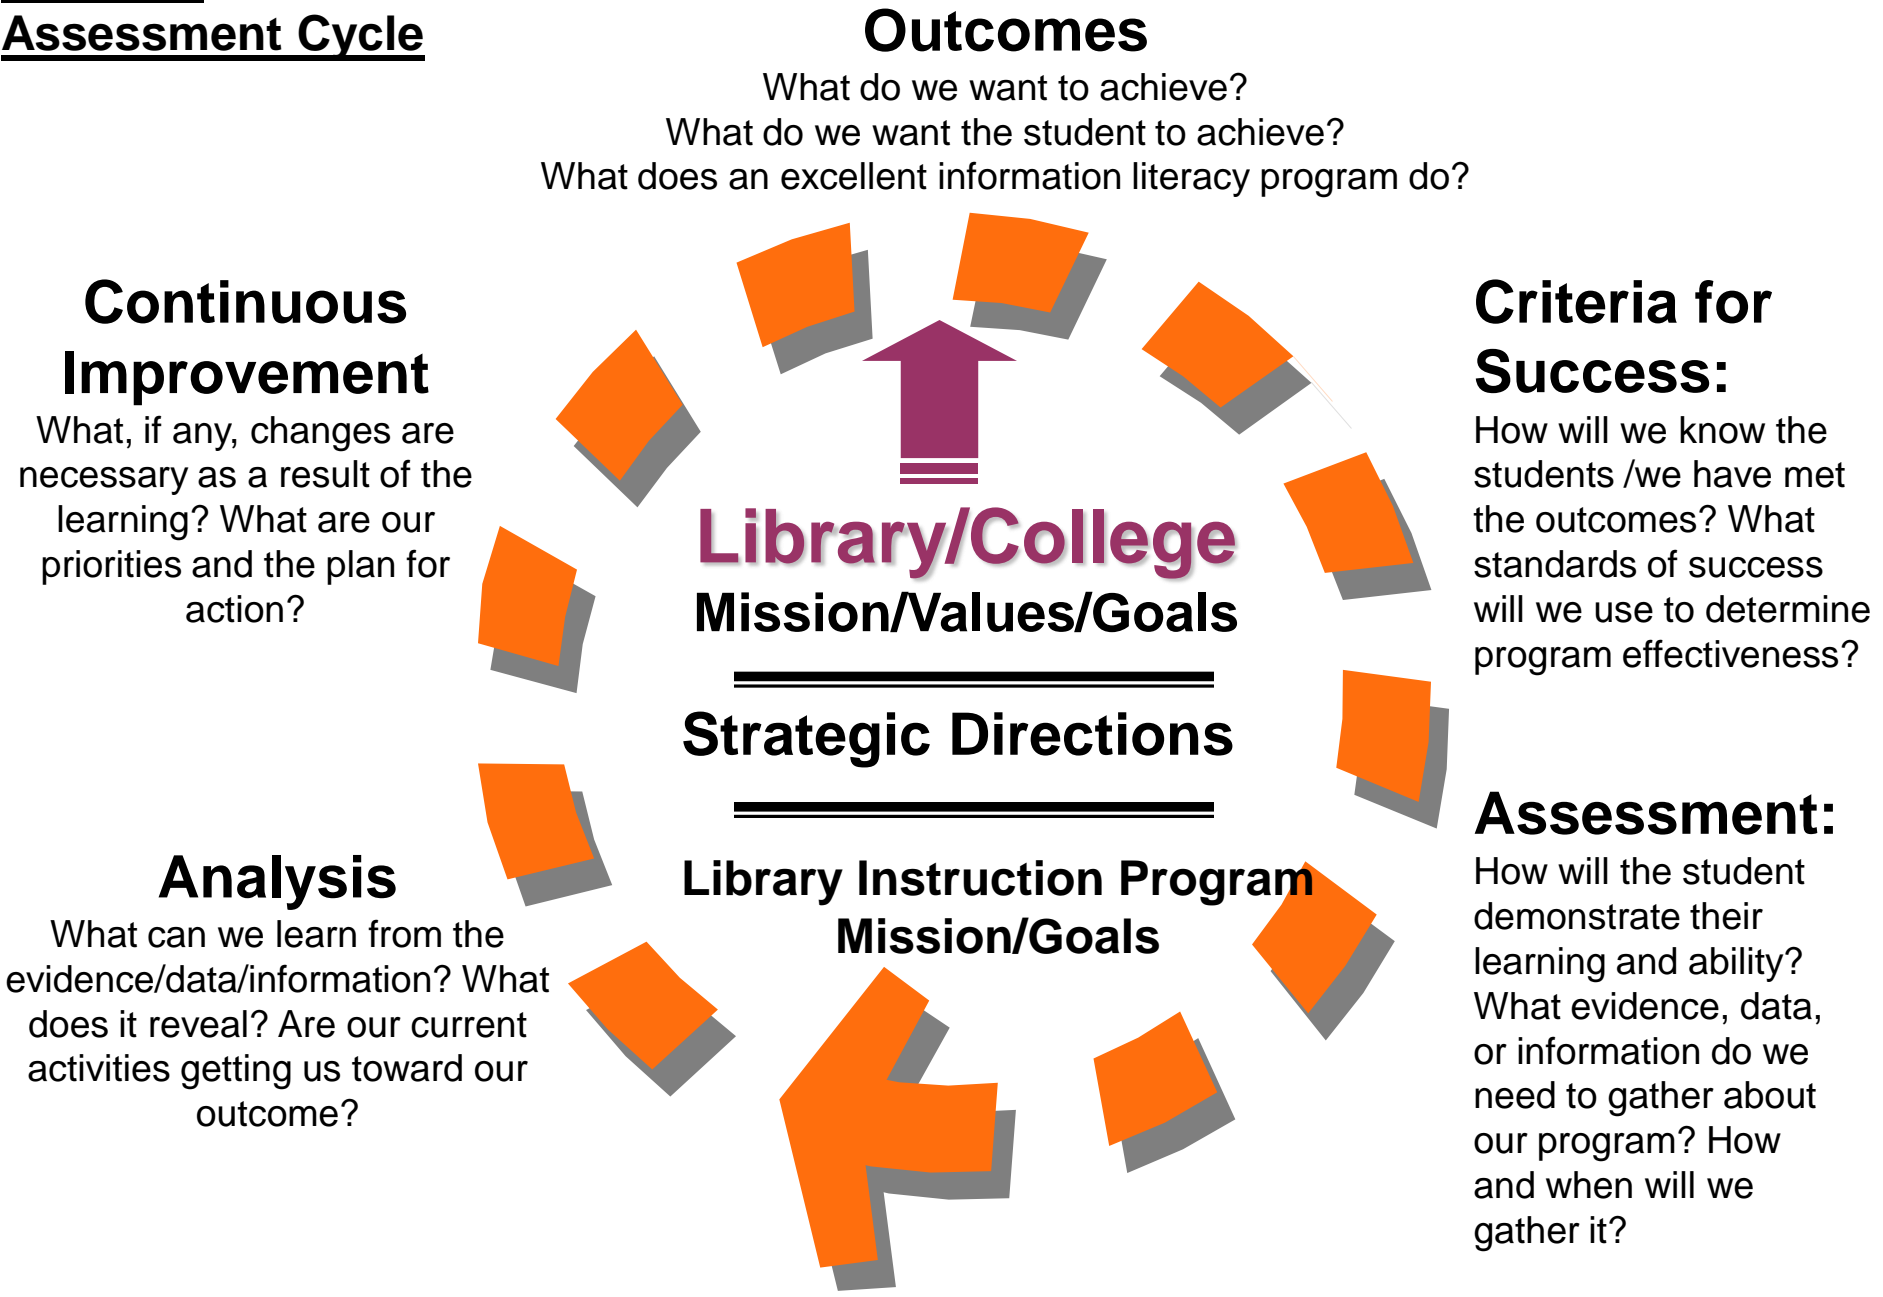 Assessment Cycle
Outcomes
What do we want to achieve?
What do we want the student to achieve?
What does an excellent information literacy program do?
Continuous
Improvement
What, if any, changes are
necessary as a result of the
learning? What are our
priorities and the plan for
action?
Criteria for
Success:
How will we know the
students /we have met
the outcomes? What
standards of success
will we use to determine
program effectiveness?
Library/College
Mission/Values/Goals
Strategic Directions
Library Instruction Program
Mission/Goals
Analysis
What can we learn from the
evidence/data/information? What
does it reveal? Are our current
activities getting us toward our
outcome?
Assessment:
How will the student
demonstrate their
learning and ability?
What evidence, data,
or information do we
need to gather about
our program? How
and when will we
gather it?